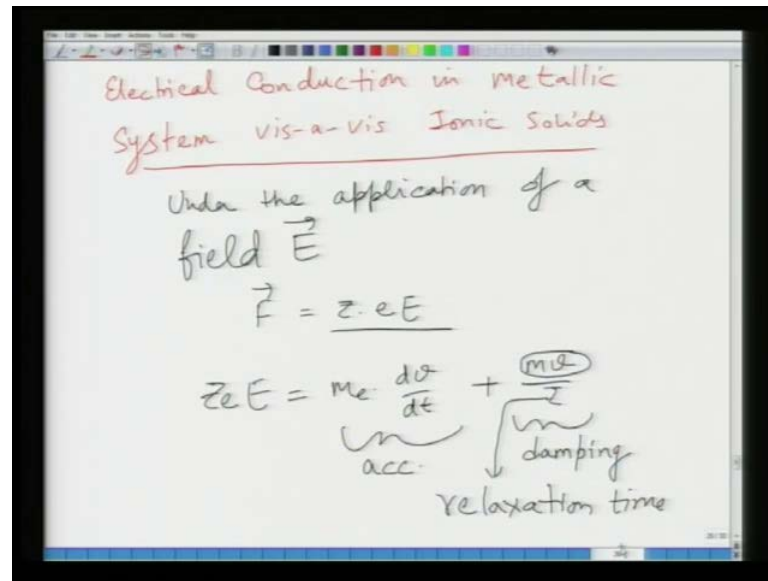 Electrical Conduction in metallic
System vis-a-vis Ionic Solids
Under the application of a
field E⃗
F⃗ = z.eE
ZeE = me. dv/dt + mv/τ
acc.
damping
relaxation time